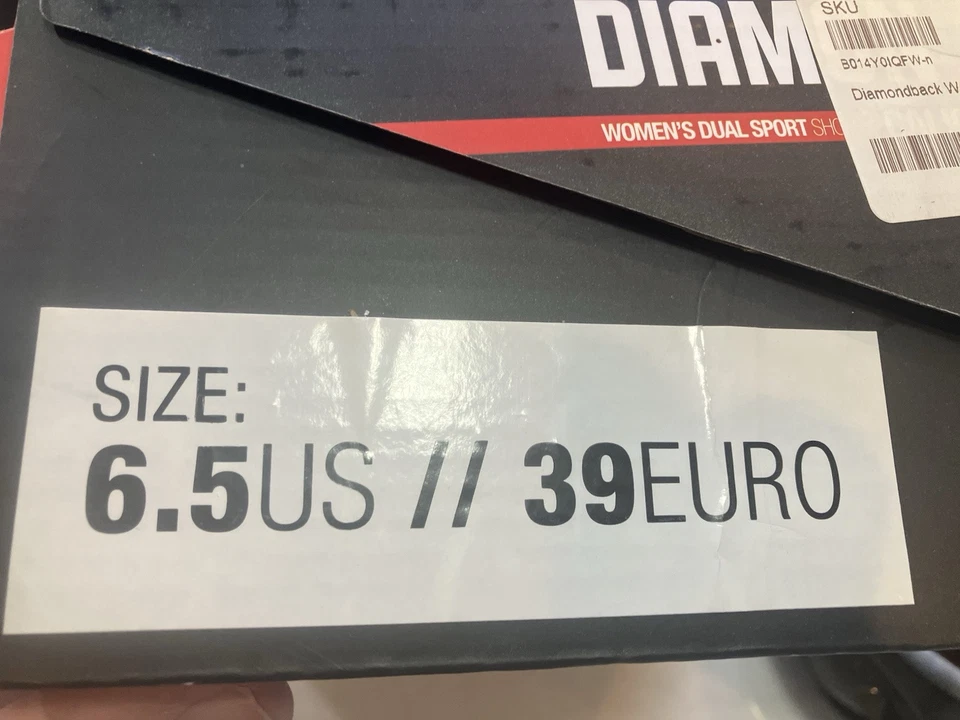 DIAM
WOMEN'S DUAL SPORT SHO
SKU
B014Y0IQFW-n
Diamondback W
SIZE:
6.5US // 39EURO